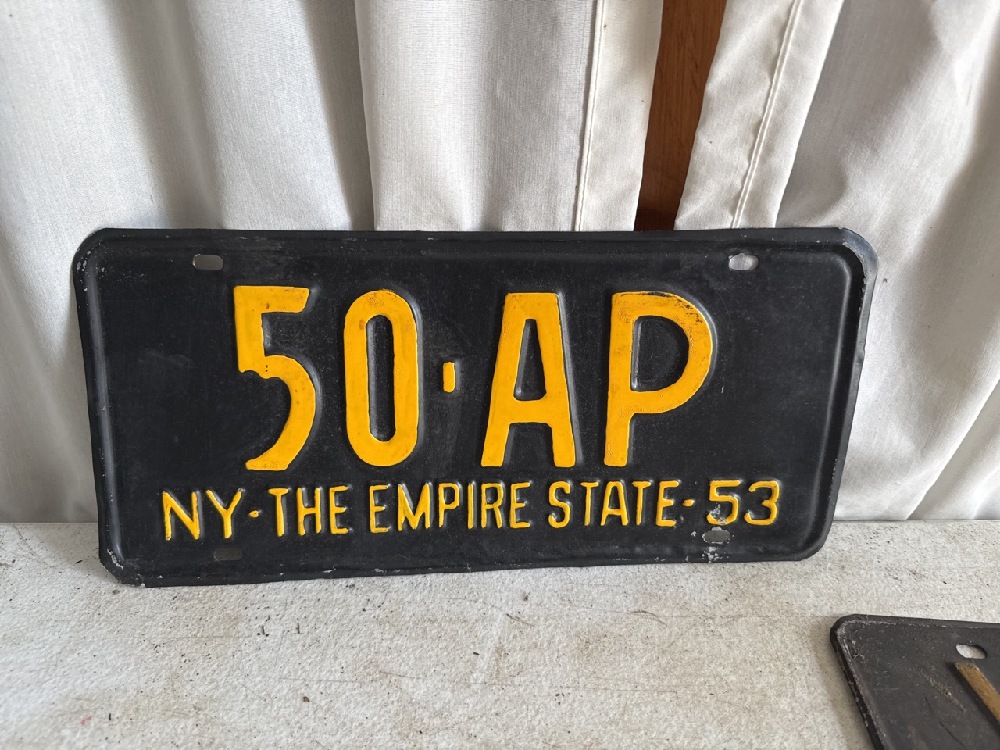 50-AP
NY-THE EMPIRE STATE-53